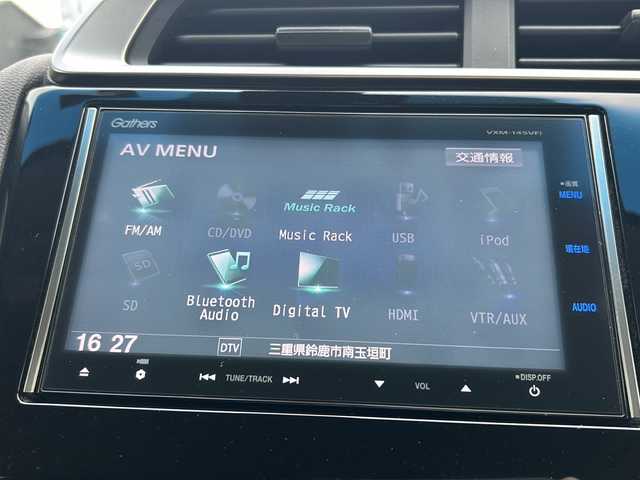 Gathers
VXM-145VFi
AV MENU
交通情報
画質
MENU
FM/AM
CD/DVD
Music Rack
Music Rack
USB
iPod
現在地
SD
SD
Bluetooth Audio
Digital TV
HDMI
VTR/AUX
AUDIO
16 27
DTV
三重県鈴鹿市南玉垣町
TUNE/TRACK
VOL
DISP.OFF